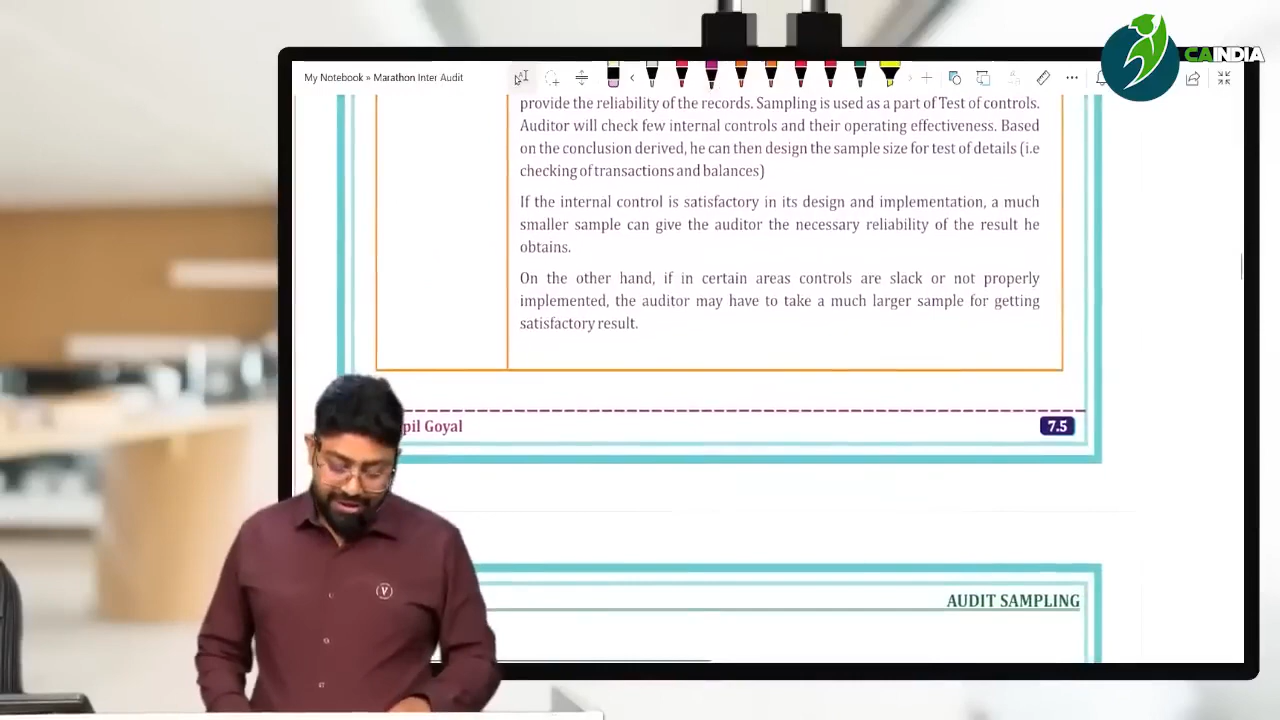 CAINDIA
My Notebook » Marathon Inter Audit
provide the reliability of the records. Sampling is used as a part of Test of controls.
Auditor will check few internal controls and their operating effectiveness. Based
on the conclusion derived, he can then design the sample size for test of details (i.e
checking of transactions and balances)
If the internal control is satisfactory in its design and implementation, a much
smaller sample can give the auditor the necessary reliability of the result he
obtains.
On the other hand, if in certain areas controls are slack or not properly
implemented, the auditor may have to take a much larger sample for getting
satisfactory result.
pil Goyal
7.5
V
AUDIT SAMPLING